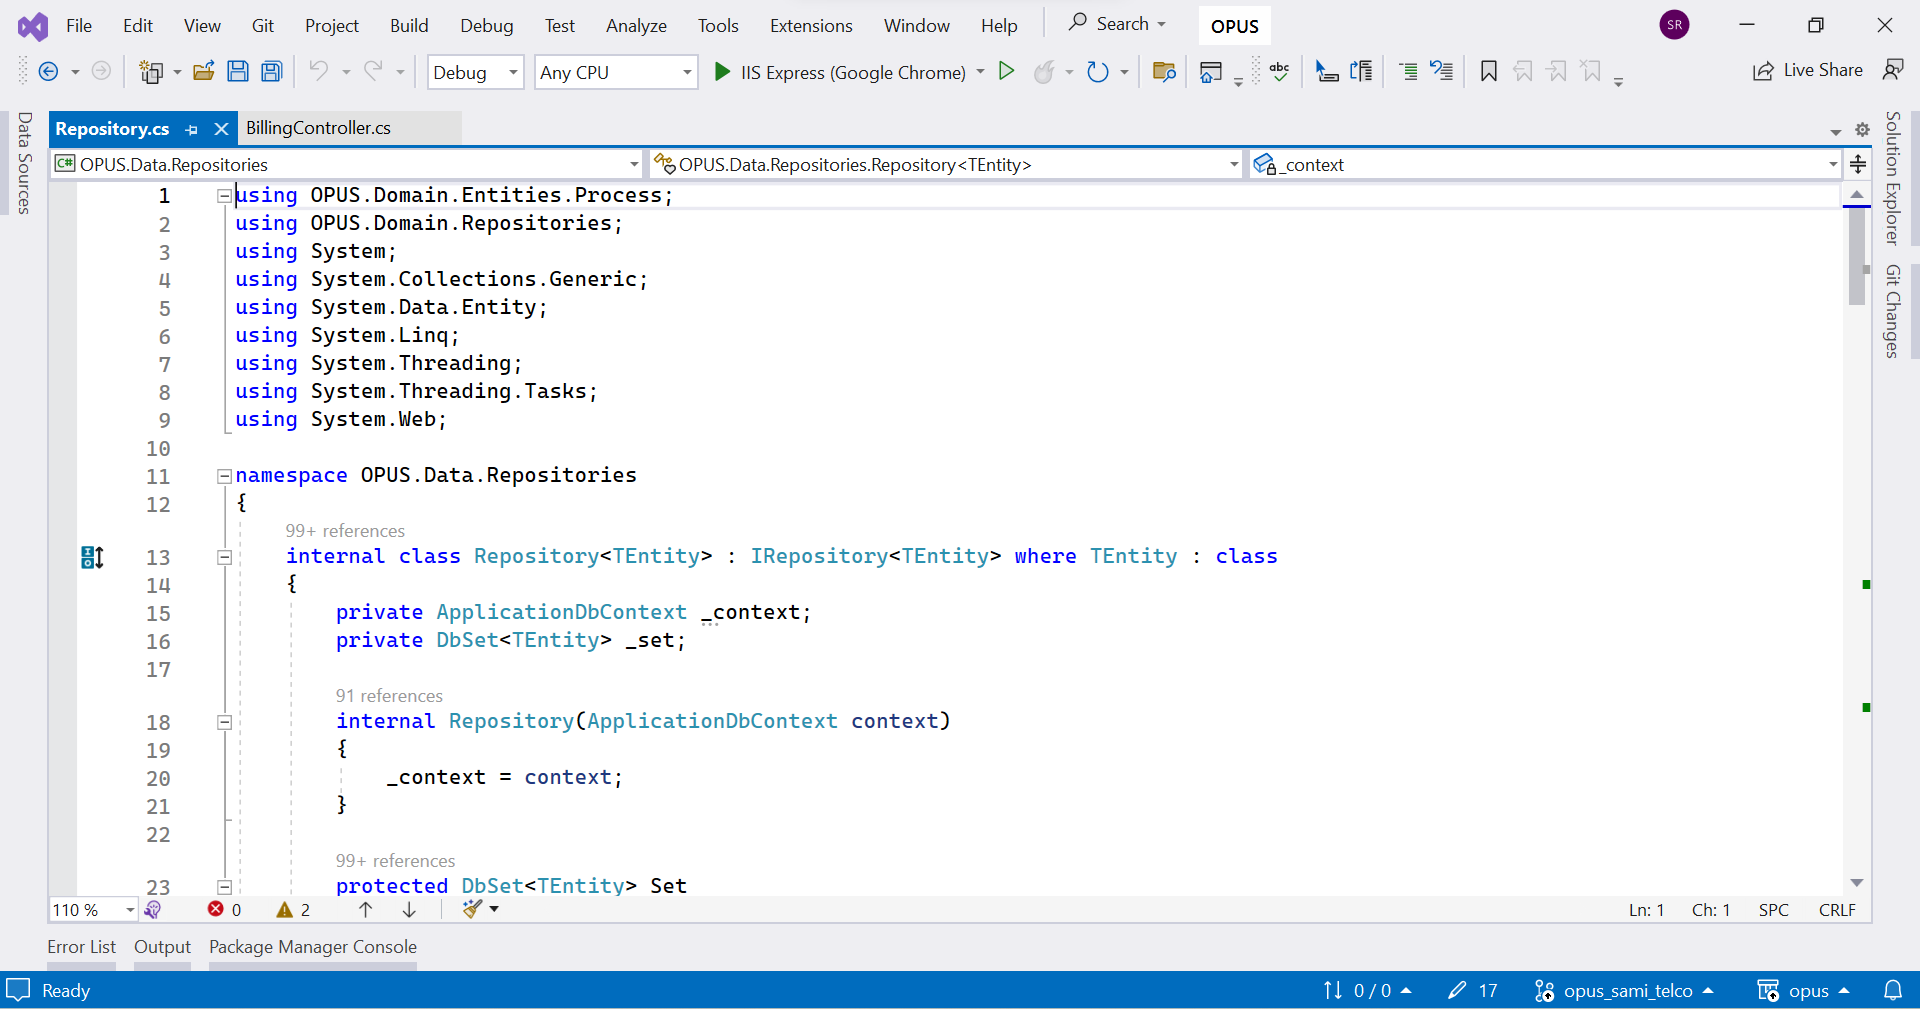 File Edit View Git Project Build Debug Test Analyze Tools Extensions Window Help Search OPUS SR
Debug Any CPU IIS Express (Google Chrome) abc Live Share
Data Sources
Repository.cs BillingController.cs
C# OPUS.Data.Repositories OPUS.Data.Repositories.Repository<TEntity> _context
1 using OPUS.Domain.Entities.Process;
2 using OPUS.Domain.Repositories;
3 using System;
4 using System.Collections.Generic;
5 using System.Data.Entity;
6 using System.Linq;
7 using System.Threading;
8 using System.Threading.Tasks;
9 using System.Web;
10
11 namespace OPUS.Data.Repositories
12 {
99+ references
13 internal class Repository<TEntity> : IRepository<TEntity> where TEntity : class
14 {
15 private ApplicationDbContext _context;
16 private DbSet<TEntity> _set;
17
91 references
18 internal Repository(ApplicationDbContext context)
19 {
20 _context = context;
21 }
22
99+ references
23 protected DbSet<TEntity> Set
Solution Explorer
Git Changes
110 % 0 2 Ln: 1 Ch: 1 SPC CRLF
Error List Output Package Manager Console
Ready 0 / 0 17 opus_sami_telco opus